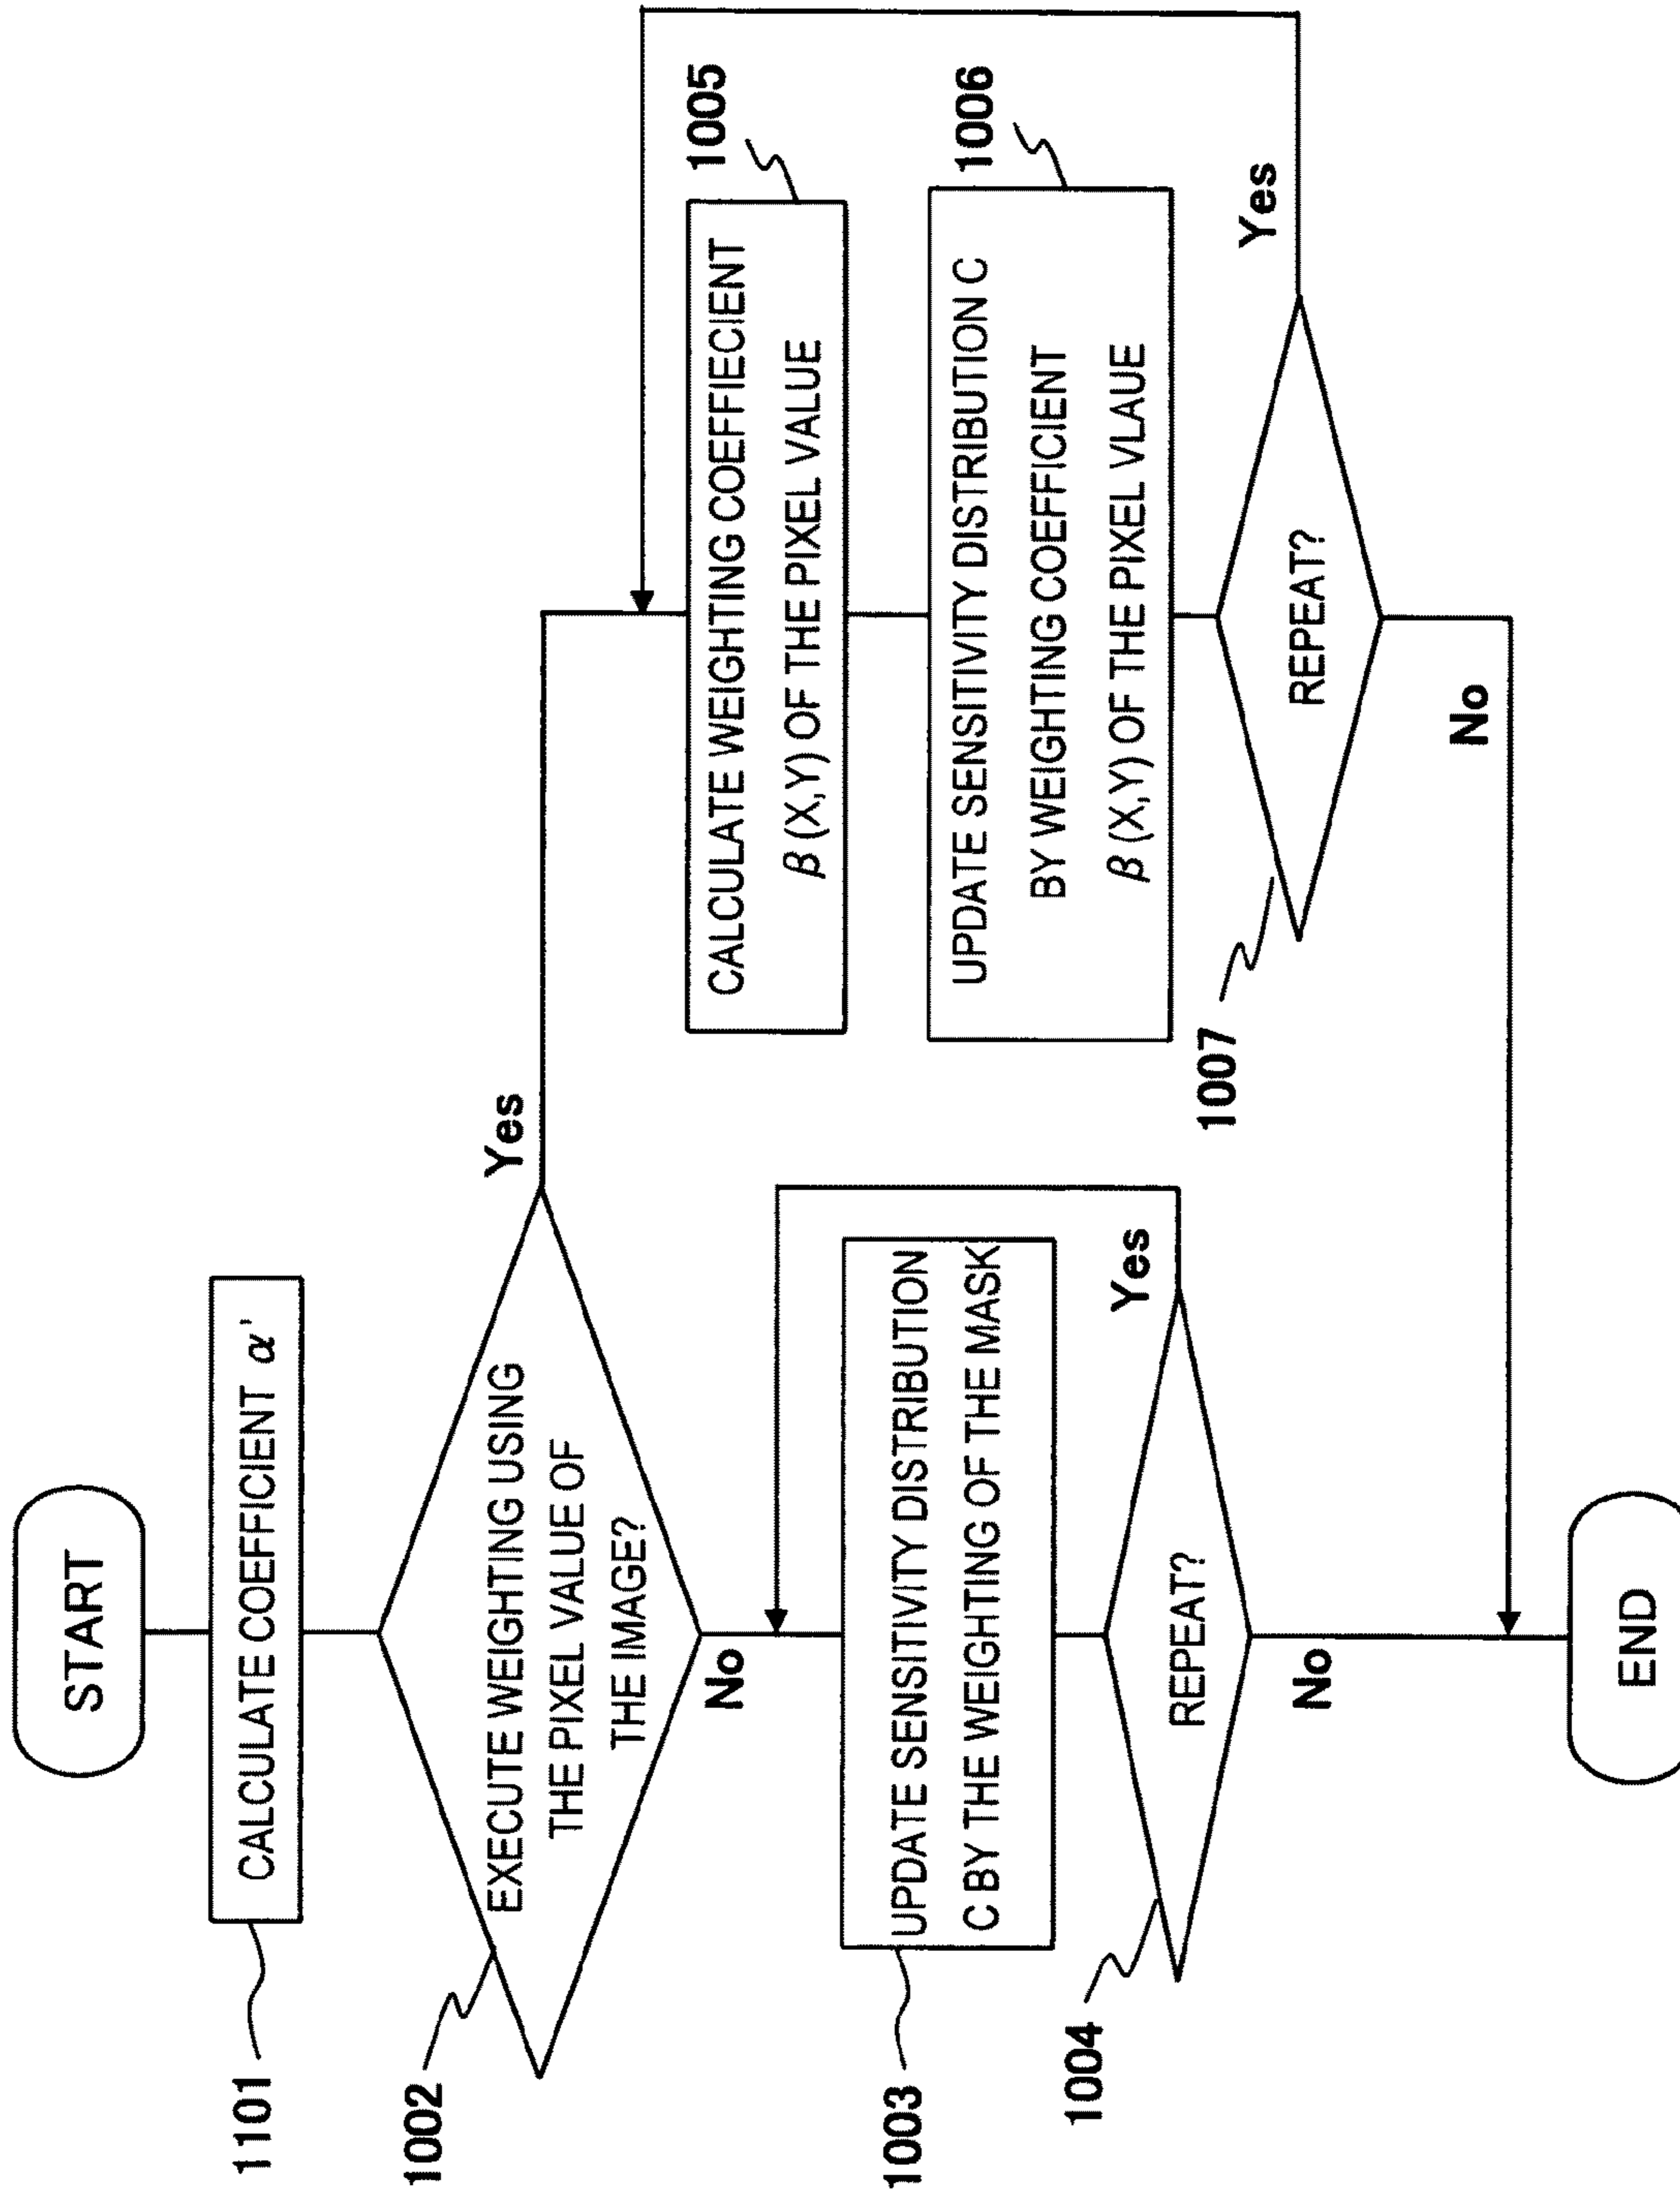 START
1101
CALCULATE COEFFICIENT α'
1002
EXECUTE WEIGHTING USING
THE PIXEL VALUE OF
THE IMAGE?
Yes
No
1003
UPDATE SENSITIVITY DISTRIBUTION
C BY THE WEIGHTING OF THE MASK
1004
REPEAT?
Yes
No
END
1005
CALCULATE WEIGHTING COEFFIECIENT
β (X,Y) OF THE PIXEL VALUE
1006
UPDATE SENSITIVITY DISTRIBUTION C
BY WEIGHTING COEFFICIENT
β (X,Y) OF THE PIXEL VLAUE
1007
REPEAT?
Yes
No